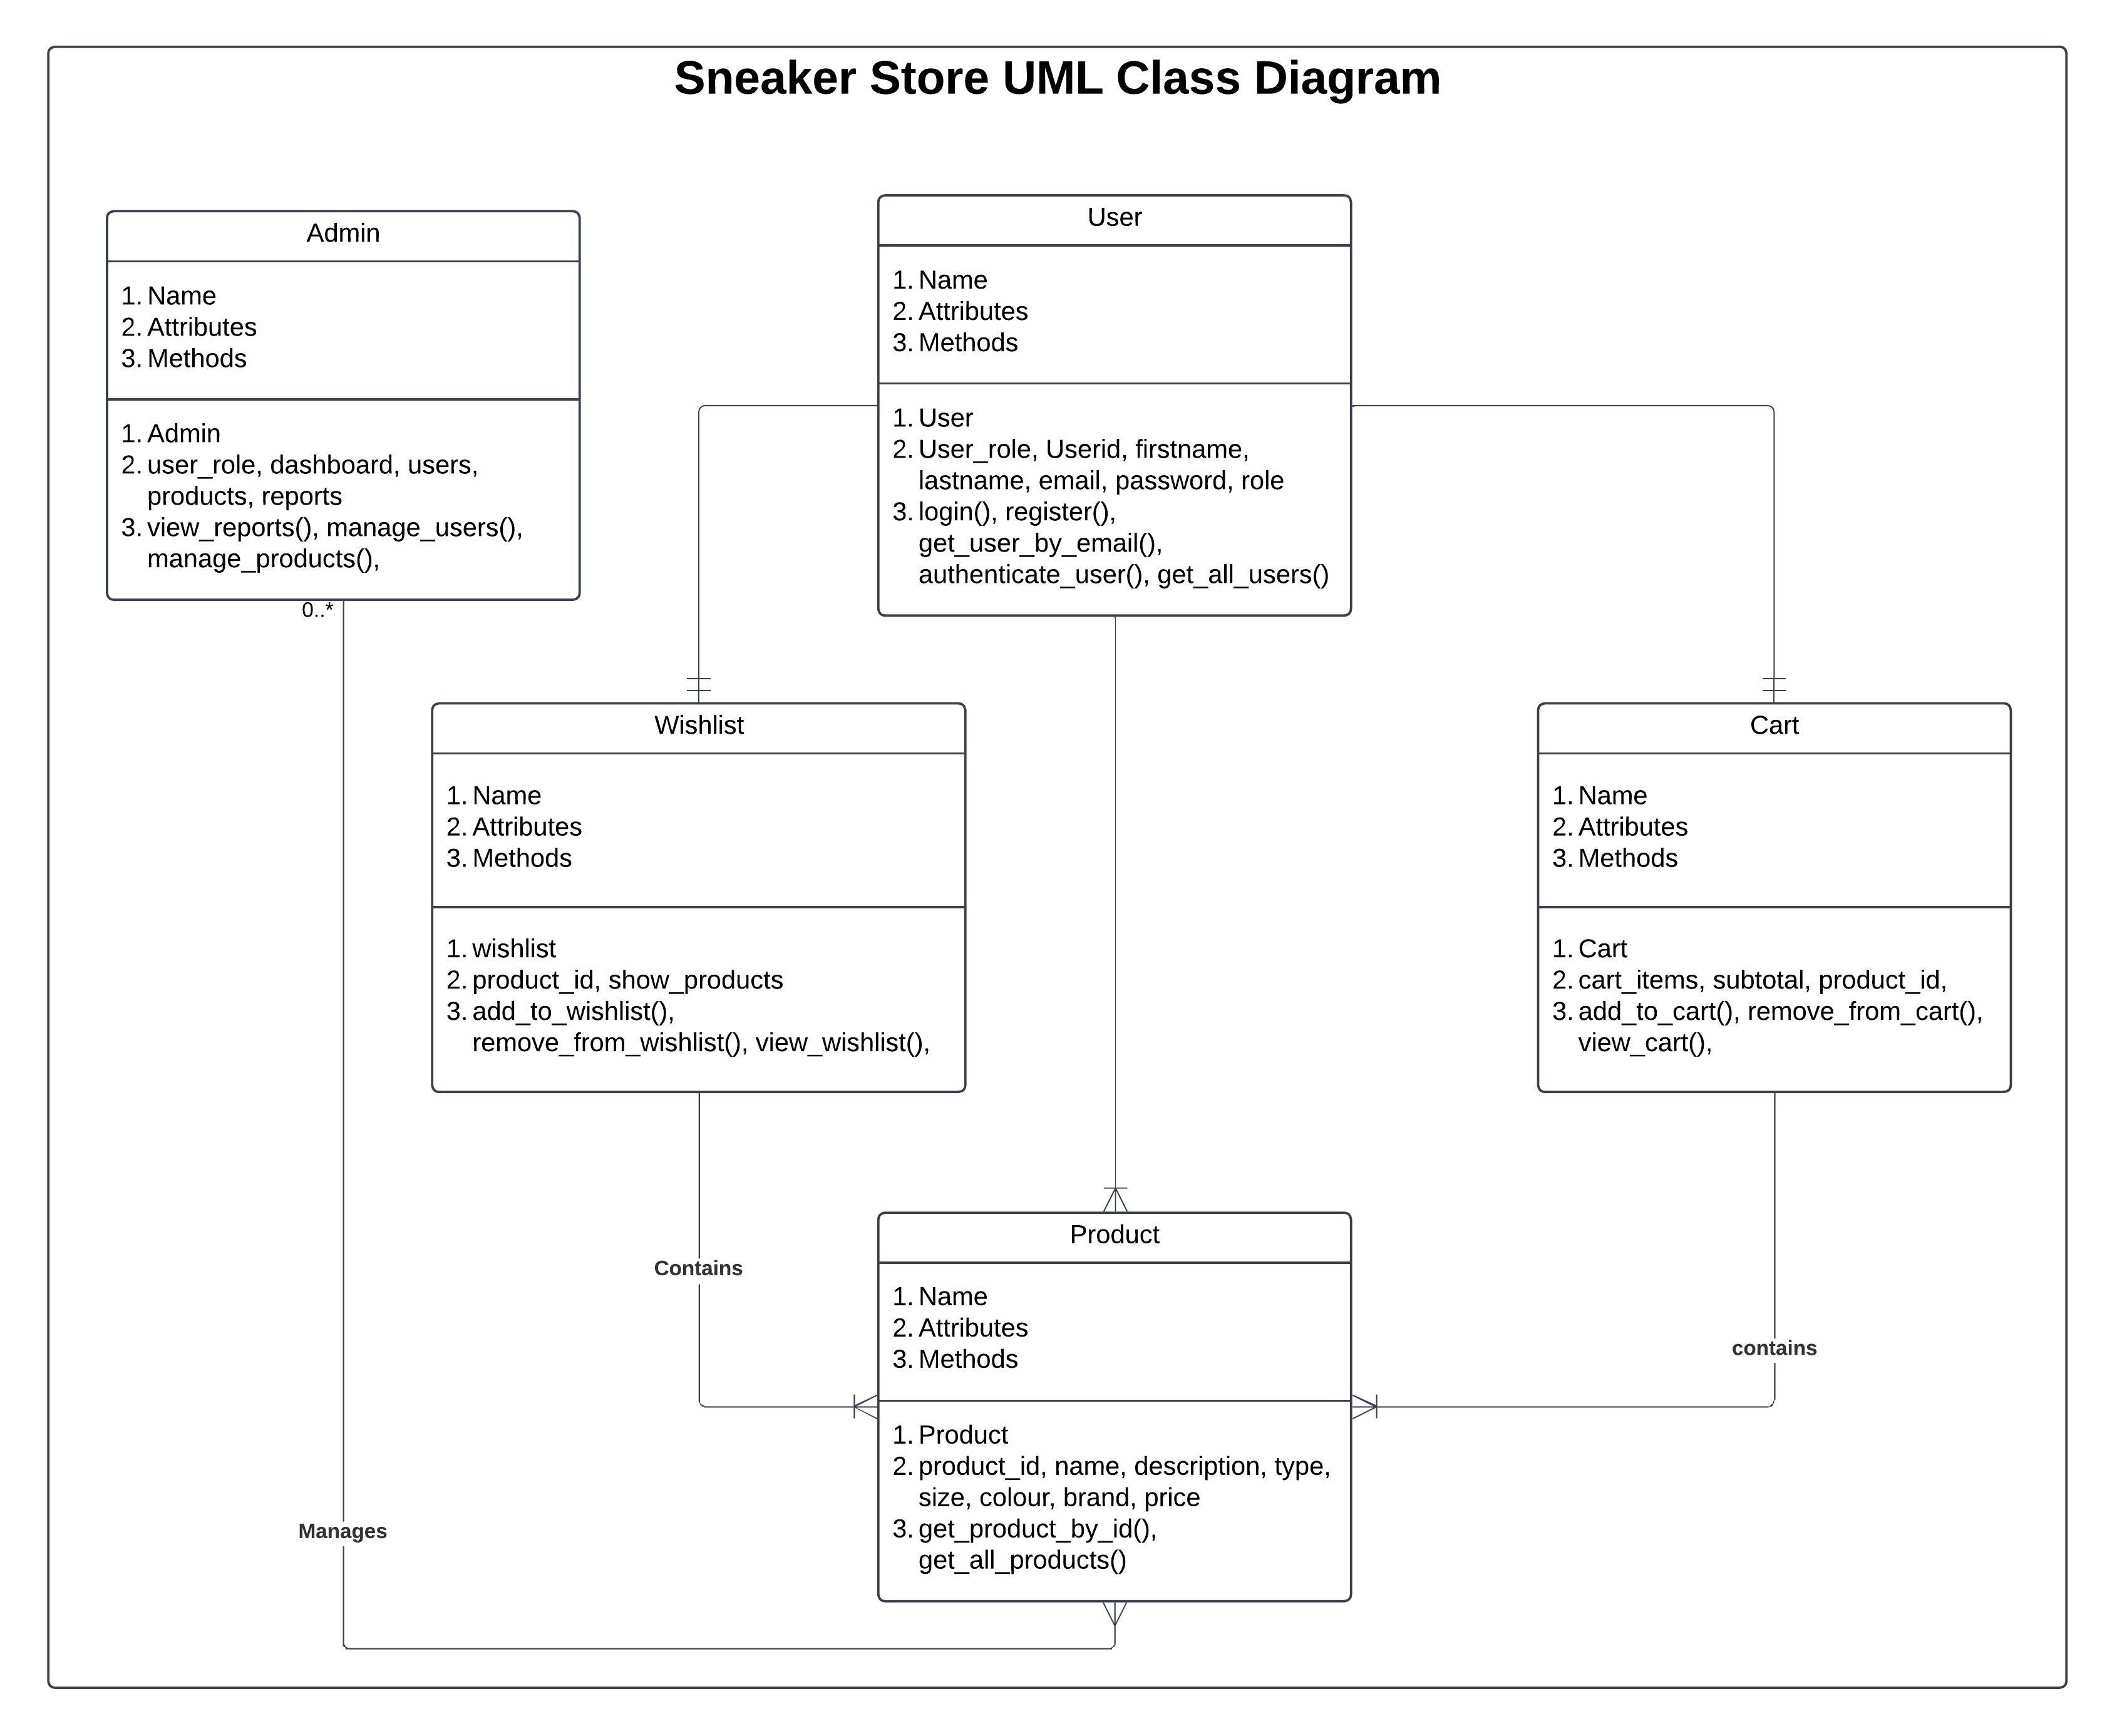 Sneaker Store UML Class Diagram
Admin
1. Name
2. Attributes
3. Methods
1. Admin
2. user_role, dashboard, users,
products, reports
3. view_reports(), manage_users(),
manage_products(),
0..*
User
1. Name
2. Attributes
3. Methods
1. User
2. User_role, Userid, firstname,
lastname, email, password, role
3. login(), register(),
get_user_by_email(),
authenticate_user(), get_all_users()
Wishlist
1. Name
2. Attributes
3. Methods
1. wishlist
2. product_id, show_products
3. add_to_wishlist(),
remove_from_wishlist(), view_wishlist(),
Cart
1. Name
2. Attributes
3. Methods
1. Cart
2. cart_items, subtotal, product_id,
3. add_to_cart(), remove_from_cart(),
view_cart(),
Contains
Product
1. Name
2. Attributes
3. Methods
1. Product
2. product_id, name, description, type,
size, colour, brand, price
3. get_product_by_id(),
get_all_products()
contains
Manages